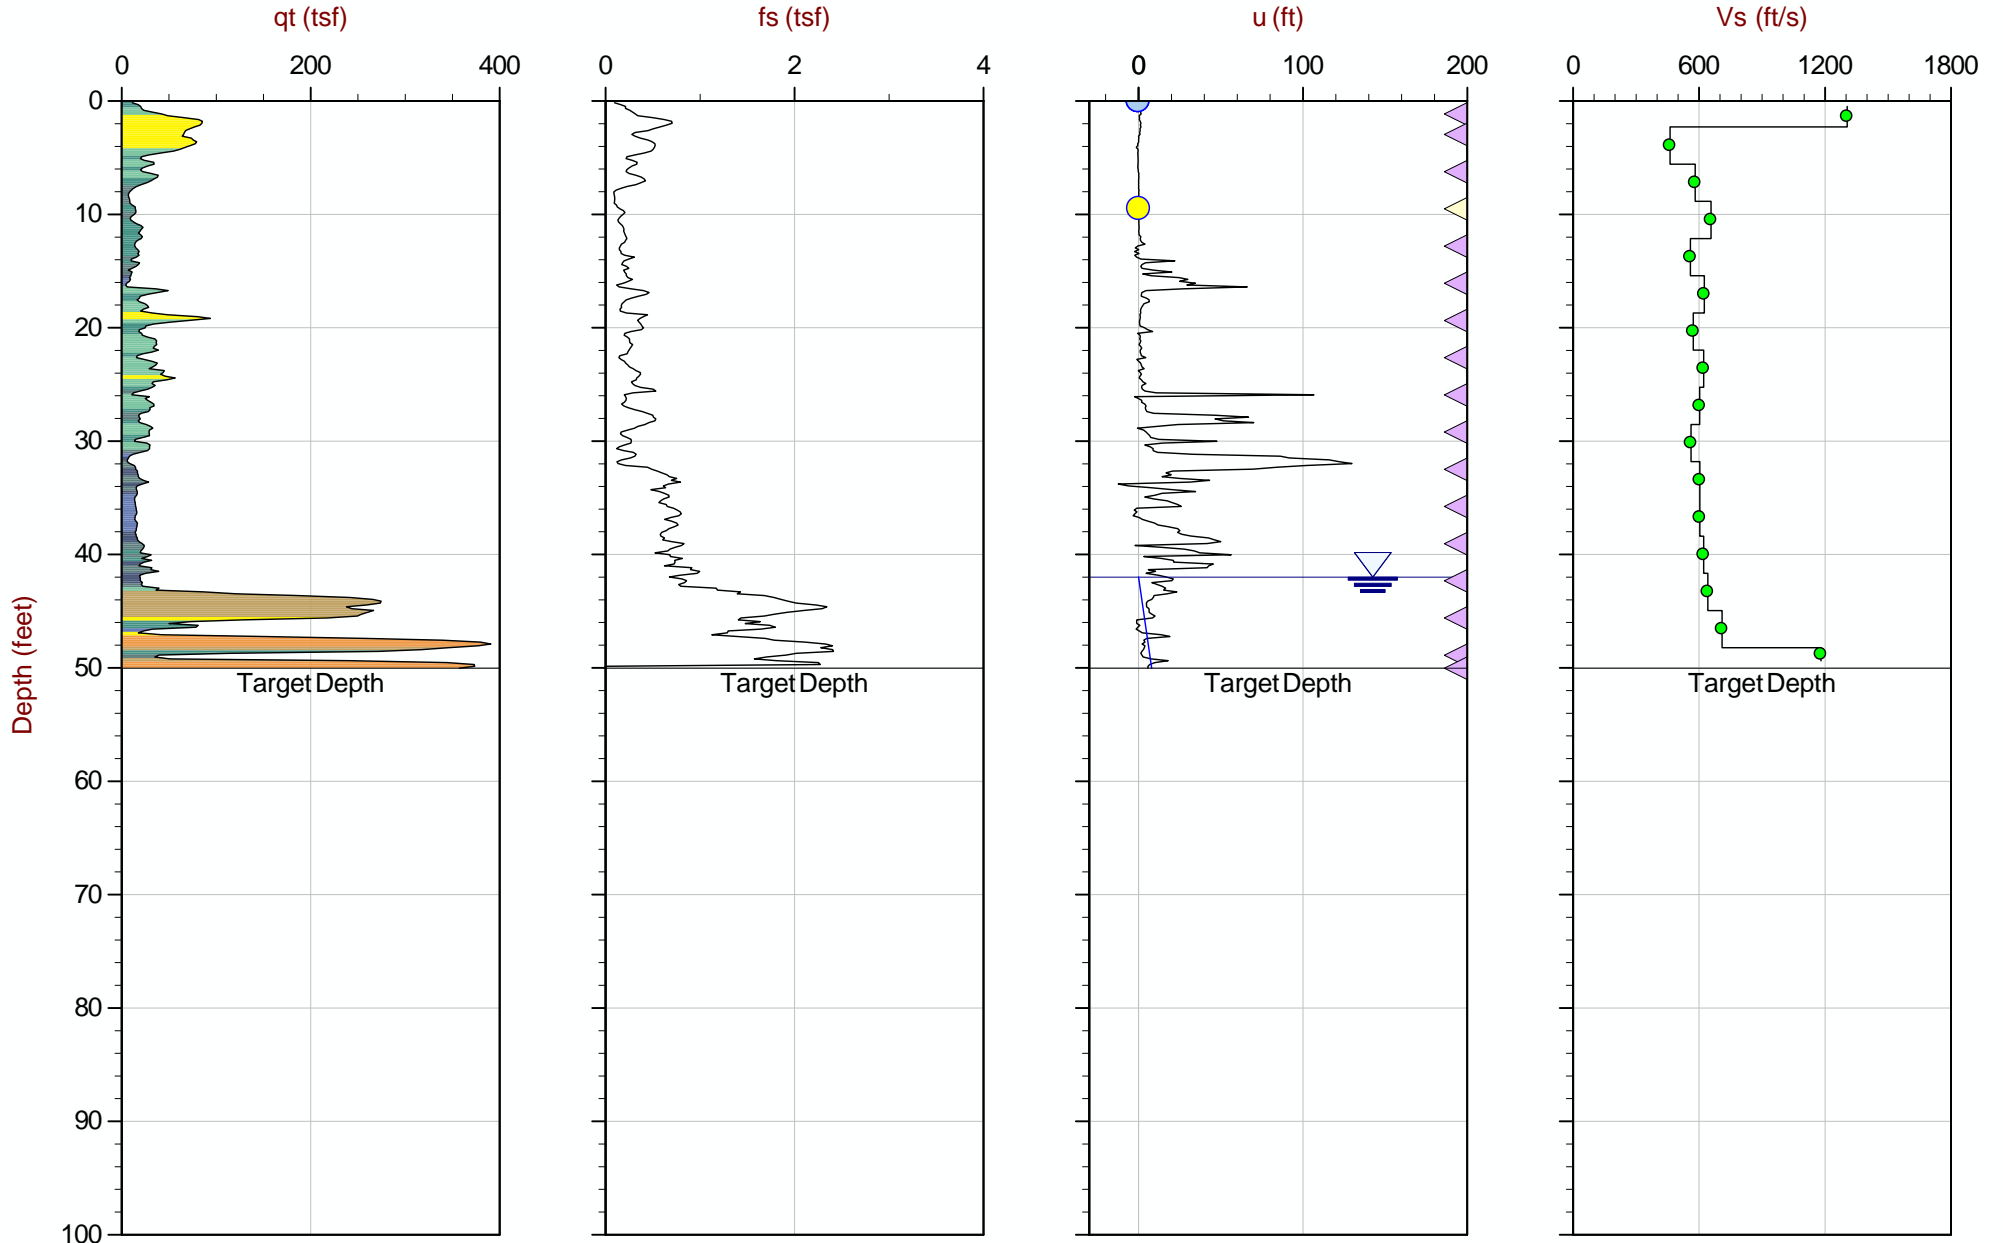 qt (tsf) fs (tsf) u (ft) Vs (ft/s)
0 200 400 0 2 4 0 100 200 0 600 1200 1800
0
10
20
30
40
50
Target Depth Target Depth Target Depth Target Depth
60
70
80
90
100
Depth (feet)